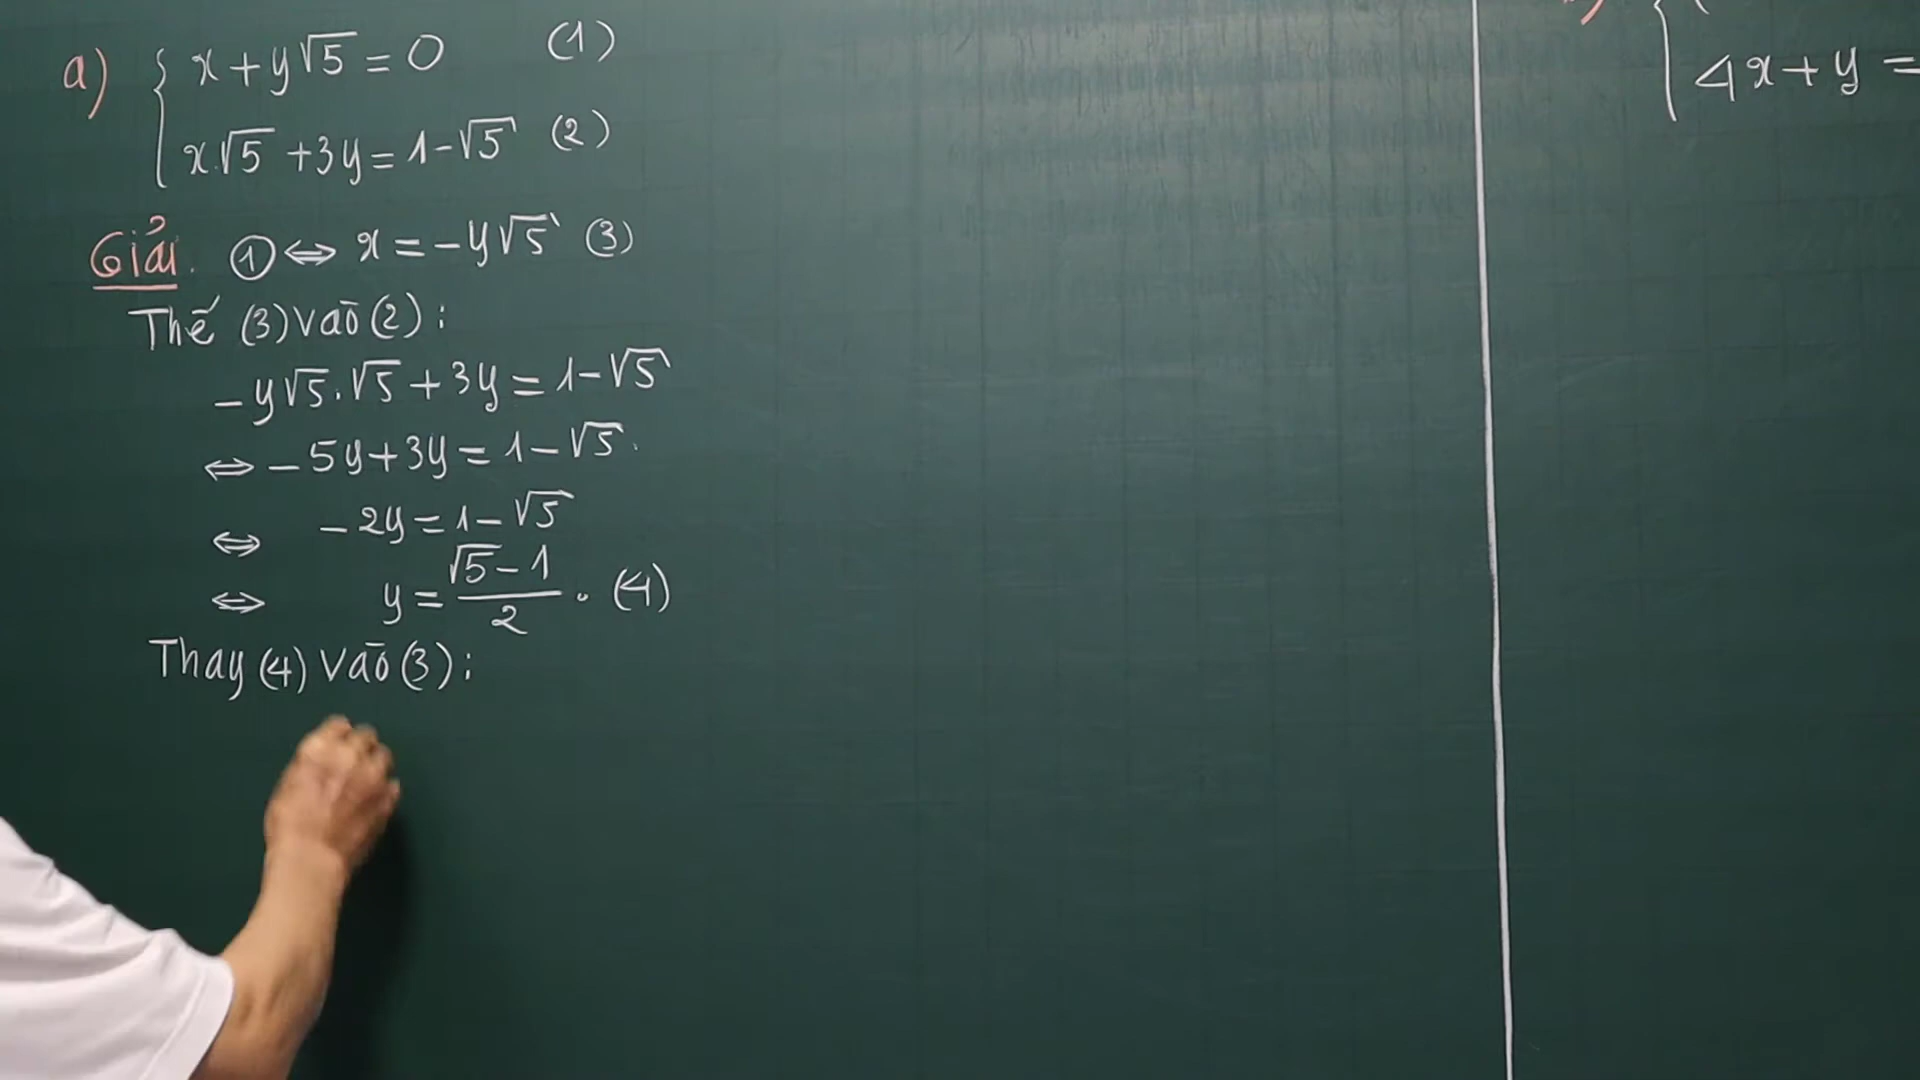 a) { x + y√5 = 0 (1)
x.√5 + 3y = 1 - √5 (2)
Giải. ① ⇔ x = -y√5 (3)
Thế (3) vào (2):
-y√5.√5 + 3y = 1 - √5
⇔ -5y + 3y = 1 - √5.
⇔ -2y = 1 - √5
⇔ y = (√5 - 1)/2. (4)
Thay (4) vào (3):
4x + y =